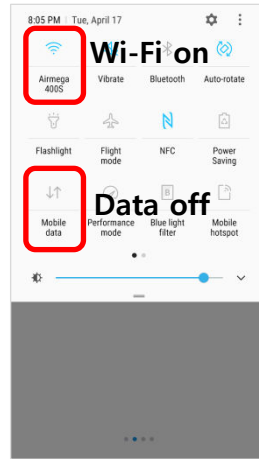 8:05 PM Tue, April 17
Wi-Fi on
Airmega
400S
Vibrate
Bluetooth
Auto-rotate
Flashlight
Flight
mode
NFC
Power
Saving
Data off
Mobile
data
Performance
mode
Blue light
filter
Mobile
hotspot